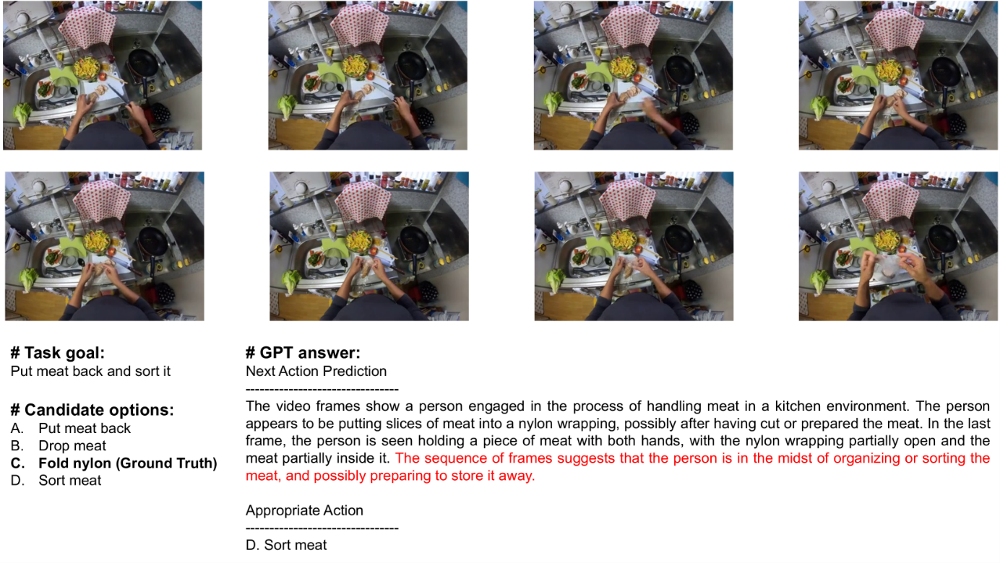 # Task goal:
Put meat back and sort it
# Candidate options:
A. Put meat back
B. Drop meat
C. Fold nylon (Ground Truth)
D. Sort meat
# GPT answer:
Next Action Prediction
--------------------------------
The video frames show a person engaged in the process of handling meat in a kitchen environment. The person
appears to be putting slices of meat into a nylon wrapping, possibly after having cut or prepared the meat. In the last
frame, the person is seen holding a piece of meat with both hands, with the nylon wrapping partially open and the
meat partially inside it. The sequence of frames suggests that the person is in the midst of organizing or sorting the
meat, and possibly preparing to store it away.
Appropriate Action
--------------------------------
D. Sort meat